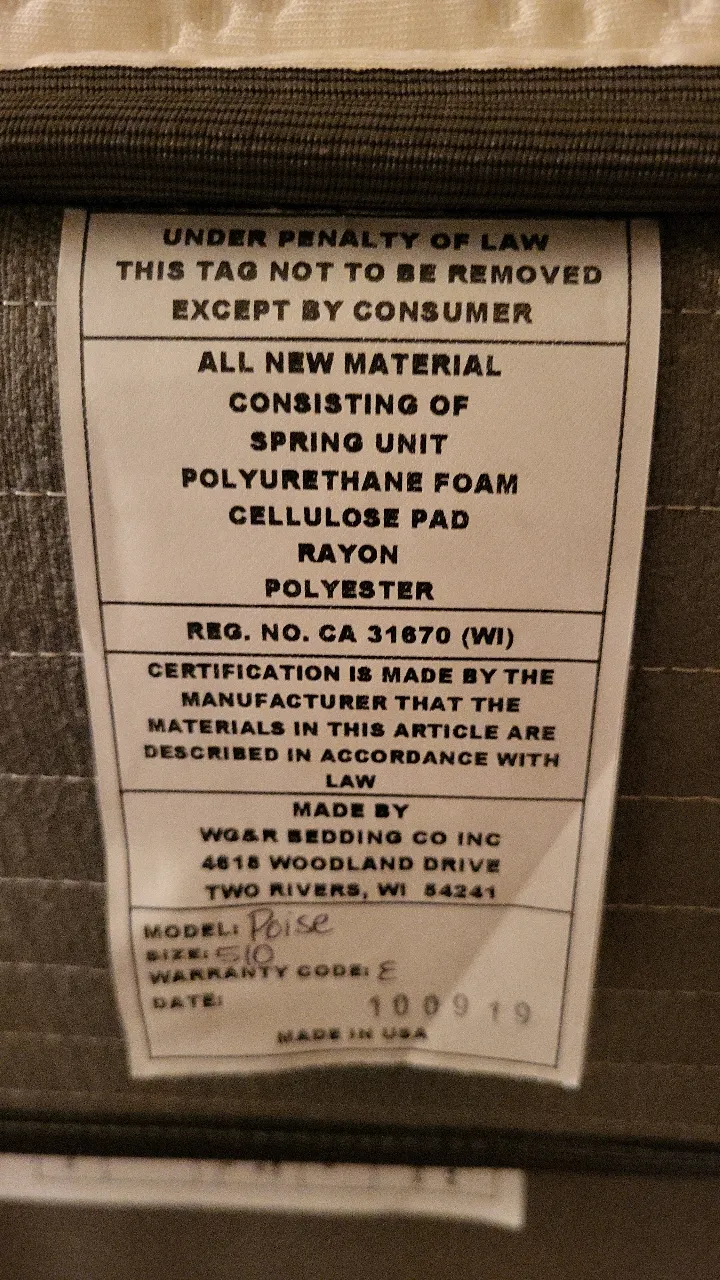 UNDER PENALTY OF LAW
THIS TAG NOT TO BE REMOVED
EXCEPT BY CONSUMER
ALL NEW MATERIAL
CONSISTING OF
SPRING UNIT
POLYURETHANE FOAM
CELLULOSE PAD
RAYON
POLYESTER
REG. NO. CA 31670 (WI)
CERTIFICATION IS MADE BY THE
MANUFACTURER THAT THE
MATERIALS IN THIS ARTICLE ARE
DESCRIBED IN ACCORDANCE WITH
LAW
MADE BY
WG&R BEDDING CO INC
4618 WOODLAND DRIVE
TWO RIVERS, WI 54241
MODEL: Poise
SIZE: 510
WARRANTY CODE: E
DATE: 100919
MADE IN USA